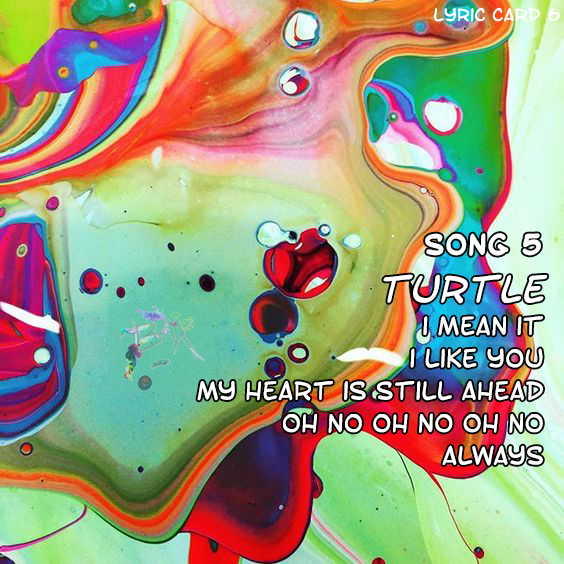 LYRIC CARD 6
SONG 5
TURTLE
I MEAN IT
I LIKE YOU
MY HEART IS STILL AHEAD
OH NO OH NO OH NO
ALWAYS